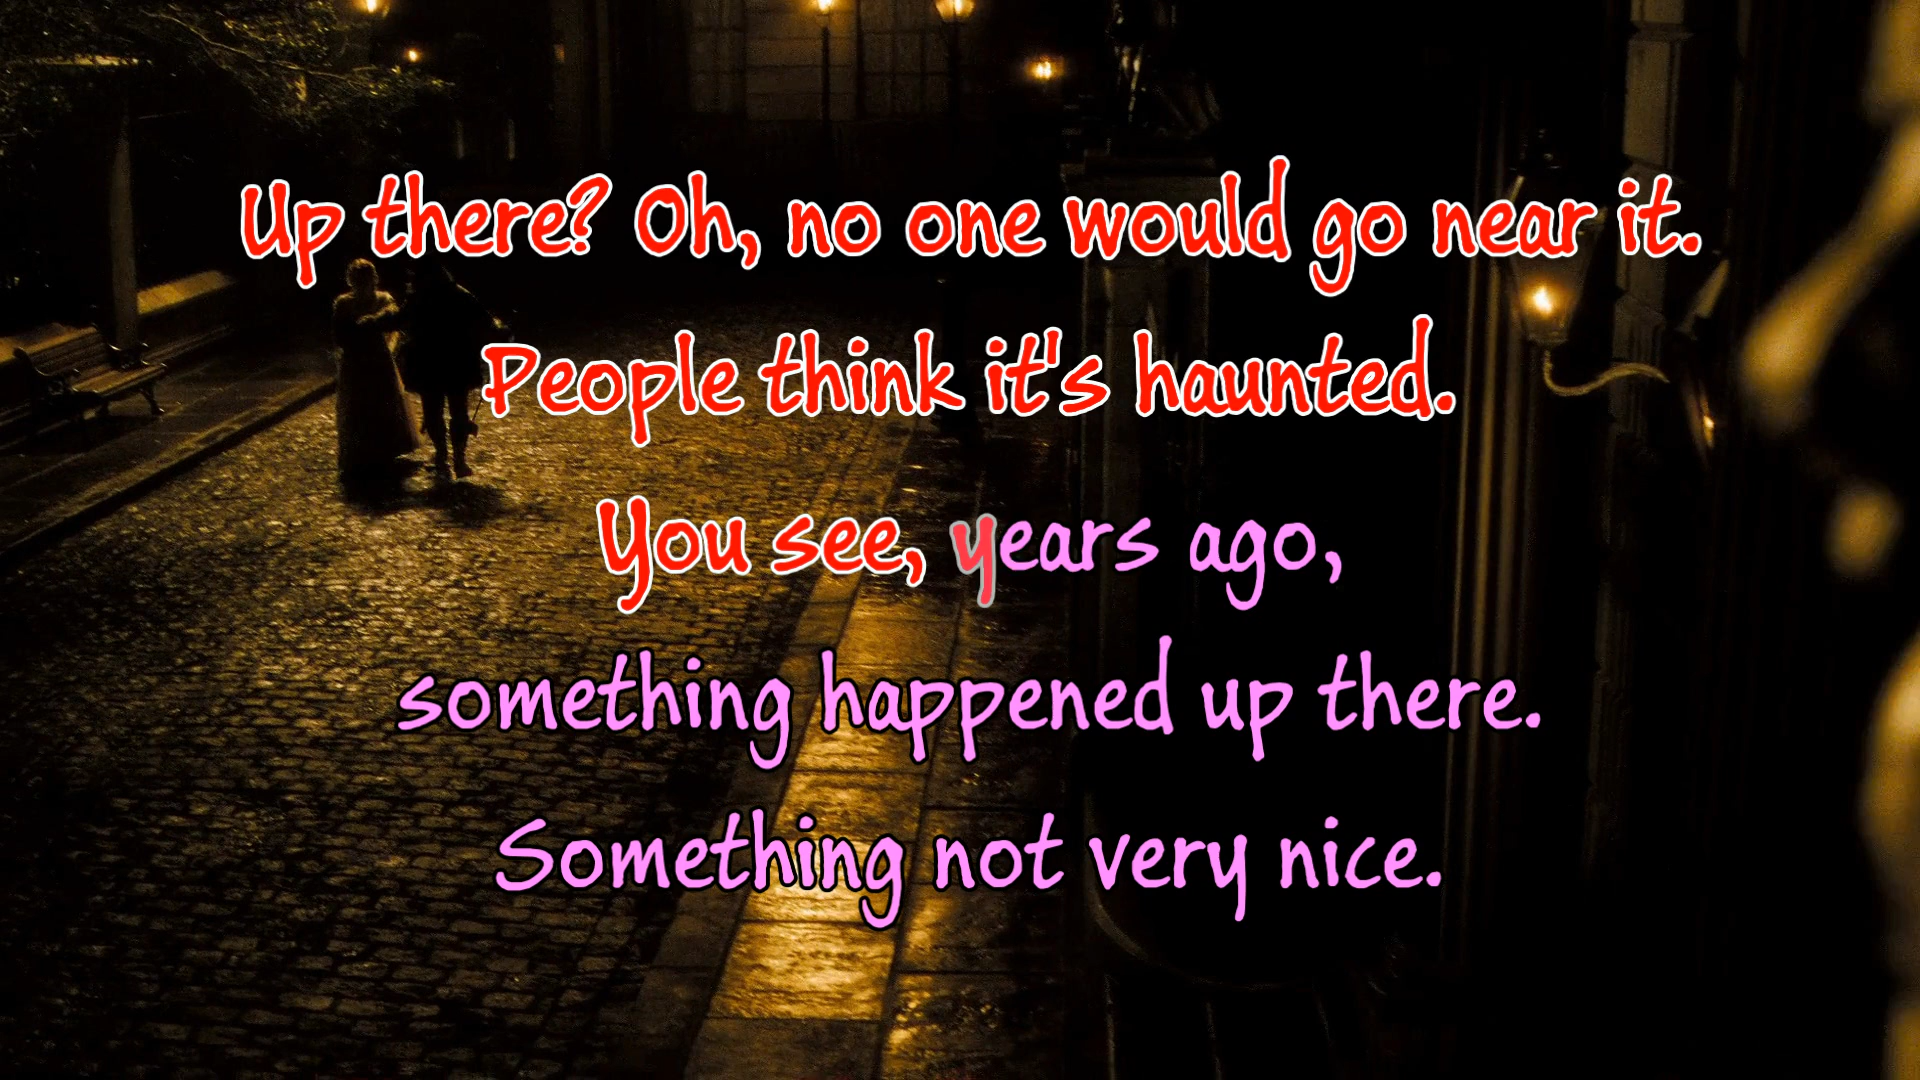 Up there? Oh, no one would go near it.
People think it's haunted.
You see, years ago,
something happened up there.
Something not very nice.